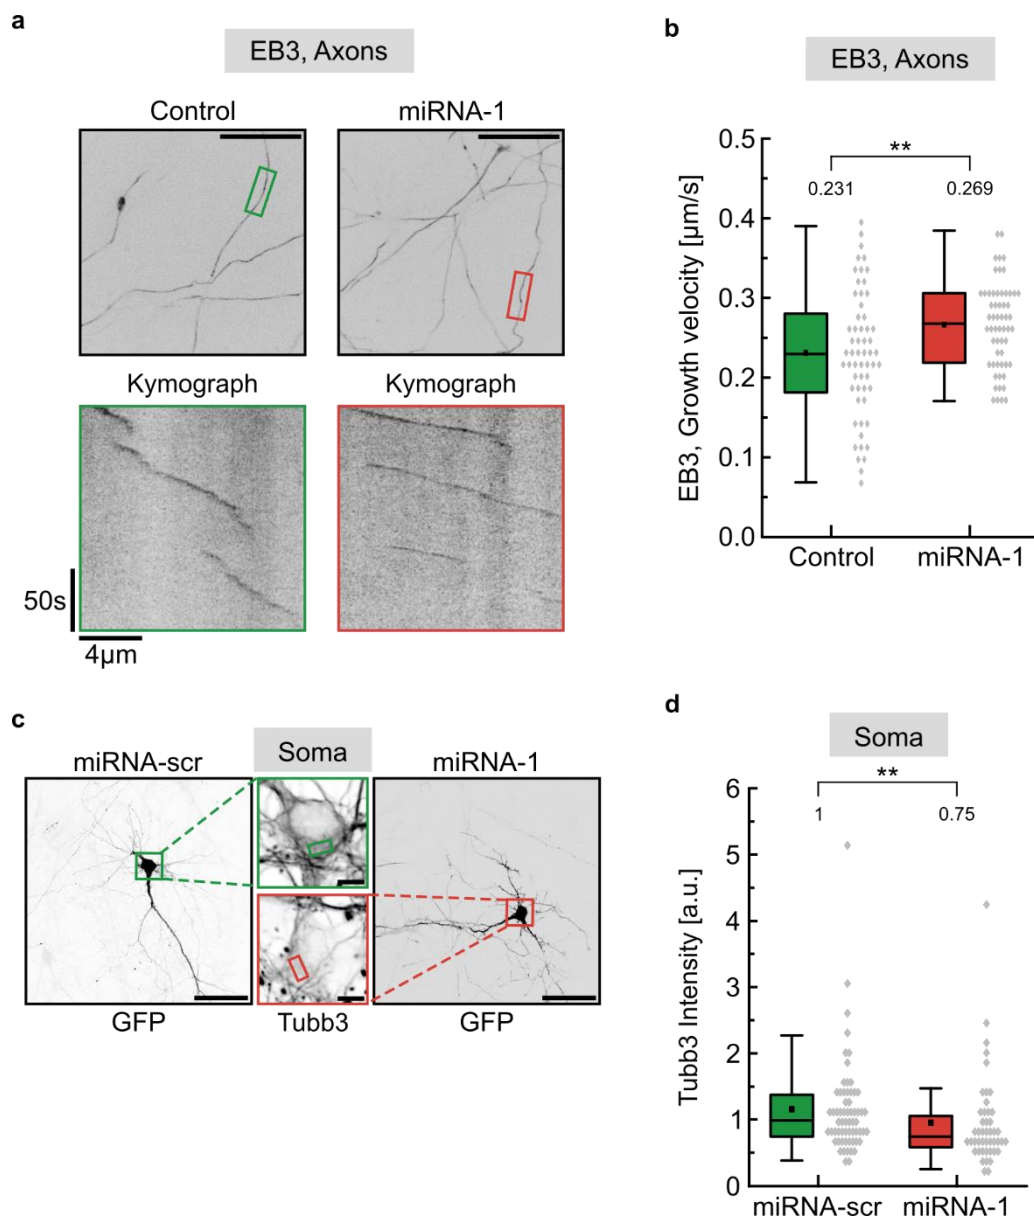 a
EB3, Axons
Control
miRNA-1
Kymograph
Kymograph
50s
4µm
b
EB3, Axons
EB3, Growth velocity [µm/s]
0.5
0.4
0.3
0.2
0.1
0.0
**
0.231
0.269
Control
miRNA-1
c
miRNA-scr
Soma
miRNA-1
GFP
Tubb3
GFP
d
Soma
Tubb3 Intensity [a.u.]
6
5
4
3
2
1
0
**
1
0.75
miRNA-scr
miRNA-1